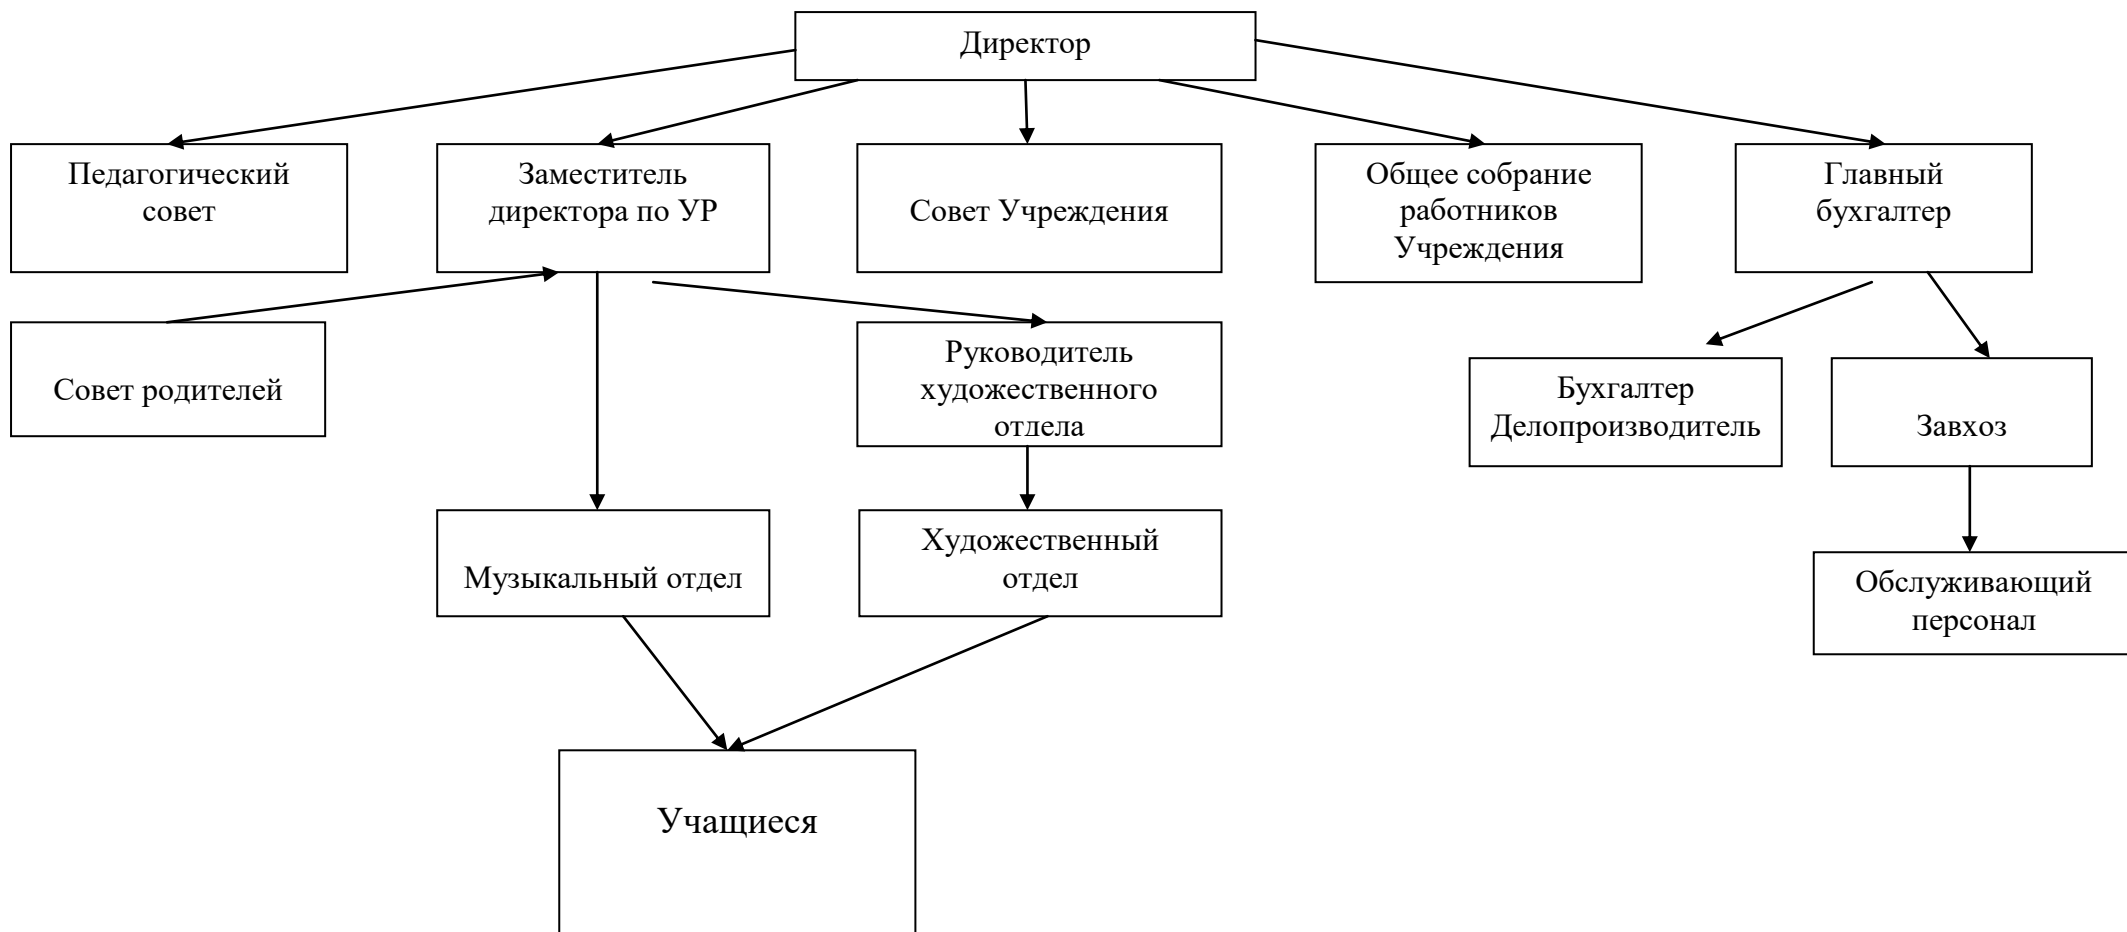 Директор
Педагогический
совет
Заместитель
директора по УР
Совет Учреждения
Общее собрание
работников
Учреждения
Главный
бухгалтер
Совет родителей
Руководитель
художественного
отдела
Бухгалтер
Делопроизводитель
Завхоз
Музыкальный отдел
Художественный
отдел
Обслуживающий
персонал
Учащиеся